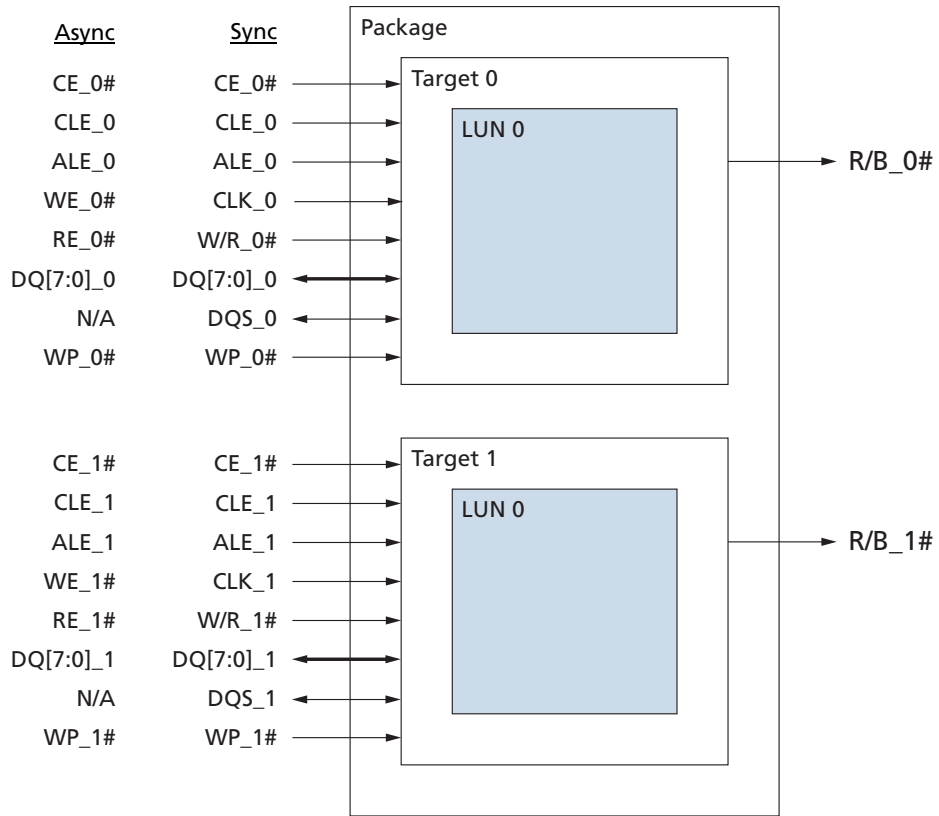 Async Sync Package
CE_0# CE_0# Target 0
CLE_0 CLE_0 LUN 0
ALE_0 ALE_0 R/B_0#
WE_0# CLK_0
RE_0# W/R_0#
DQ[7:0]_0 DQ[7:0]_0
N/A DQS_0
WP_0# WP_0#
CE_1# CE_1# Target 1
CLE_1 CLE_1 LUN 0
ALE_1 ALE_1 R/B_1#
WE_1# CLK_1
RE_1# W/R_1#
DQ[7:0]_1 DQ[7:0]_1
N/A DQS_1
WP_1# WP_1#